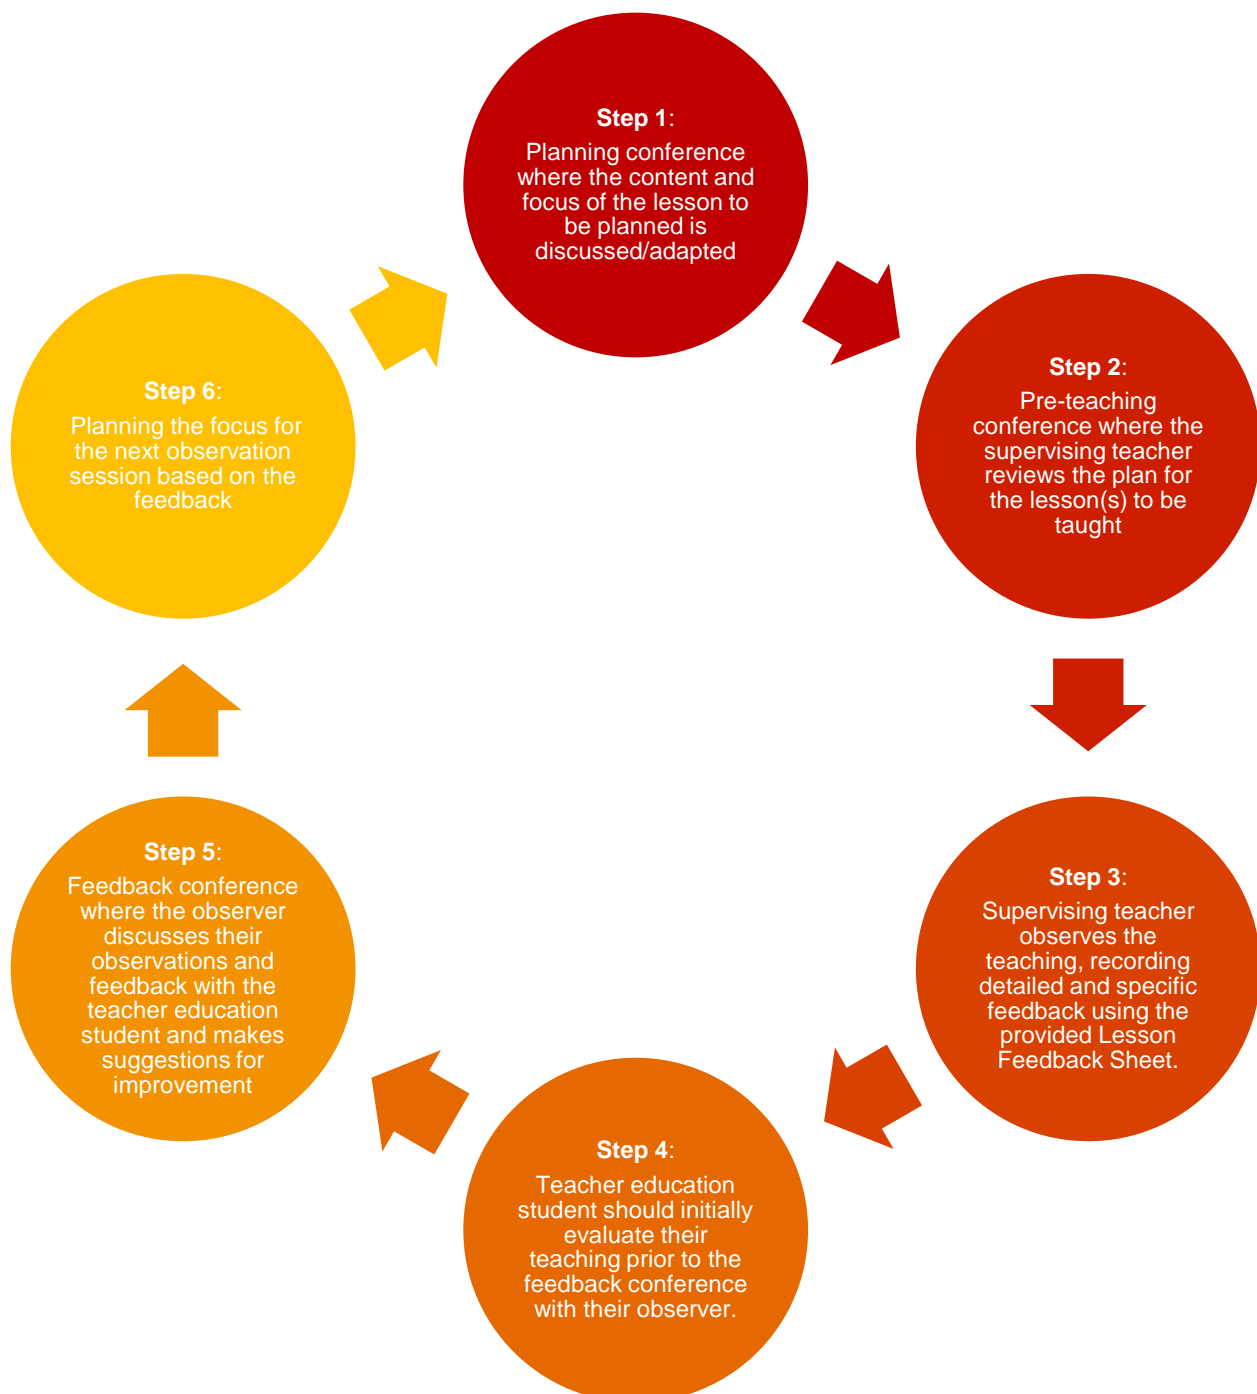 Step 1:
Planning conference
where the content and
focus of the lesson to
be planned is
discussed/adapted
Step 2:
Pre-teaching
conference where the
supervising teacher
reviews the plan for
the lesson(s) to be
taught
Step 3:
Supervising teacher
observes the
teaching, recording
detailed and specific
feedback using the
provided Lesson
Feedback Sheet.
Step 4:
Teacher education
student should initially
evaluate their
teaching prior to the
feedback conference
with their observer.
Step 5:
Feedback conference
where the observer
discusses their
observations and
feedback with the
teacher education
student and makes
suggestions for
improvement
Step 6:
Planning the focus for
the next observation
session based on the
feedback